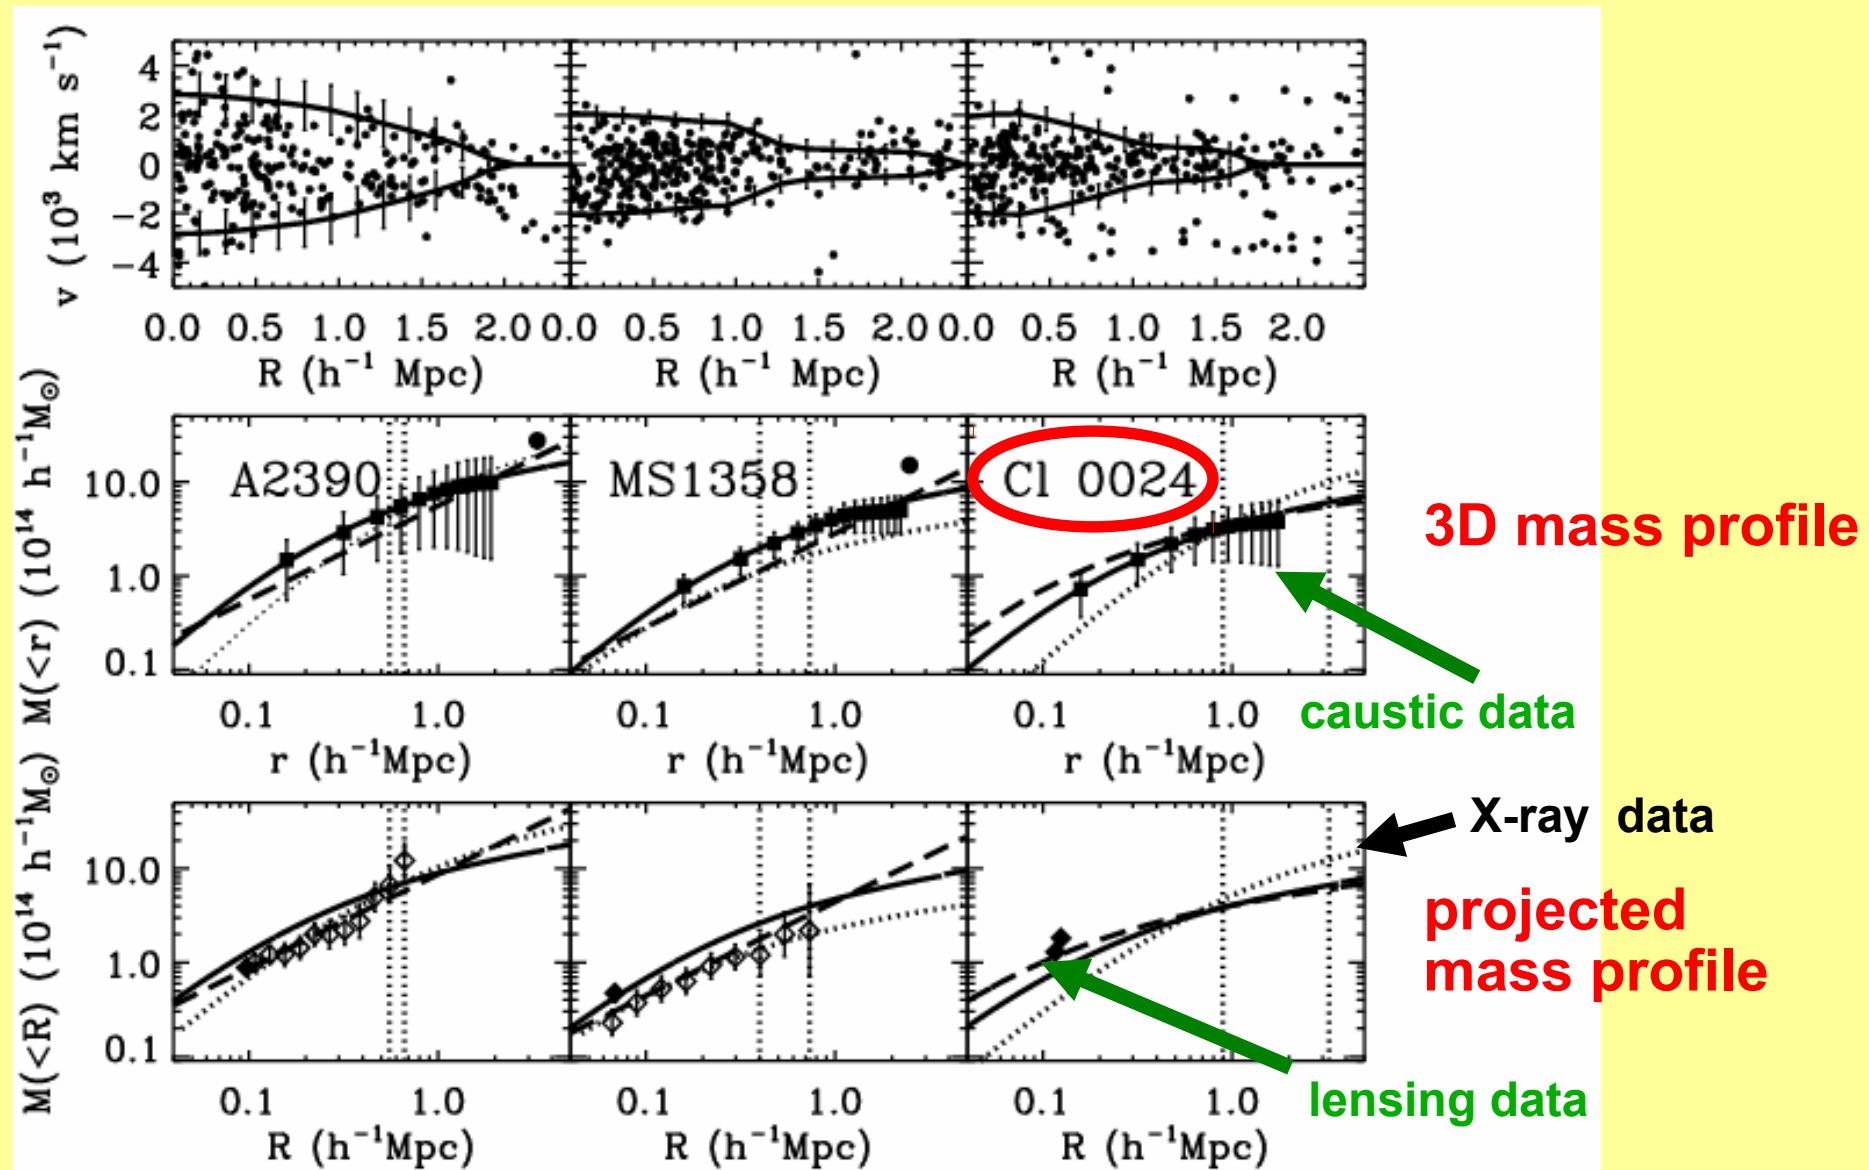 v (10³ km s⁻¹)
4
2
0
−2
−4
0.0 0.5 1.0 1.5 2.0 0.0 0.5 1.0 1.5 2.0 0.0 0.5 1.0 1.5 2.0
R (h⁻¹ Mpc) R (h⁻¹ Mpc) R (h⁻¹ Mpc)
M(<r) (10¹⁴ h⁻¹M☉)
10.0
1.0
0.1
A2390 MS1358 Cl 0024
3D mass profile
caustic data
0.1 1.0 0.1 1.0 0.1 1.0
r (h⁻¹Mpc) r (h⁻¹Mpc) r (h⁻¹Mpc)
M(<R) (10¹⁴ h⁻¹M☉)
10.0
1.0
0.1
X-ray data
projected
mass profile
lensing data
0.1 1.0 0.1 1.0 0.1 1.0
R (h⁻¹Mpc) R (h⁻¹Mpc) R (h⁻¹Mpc)